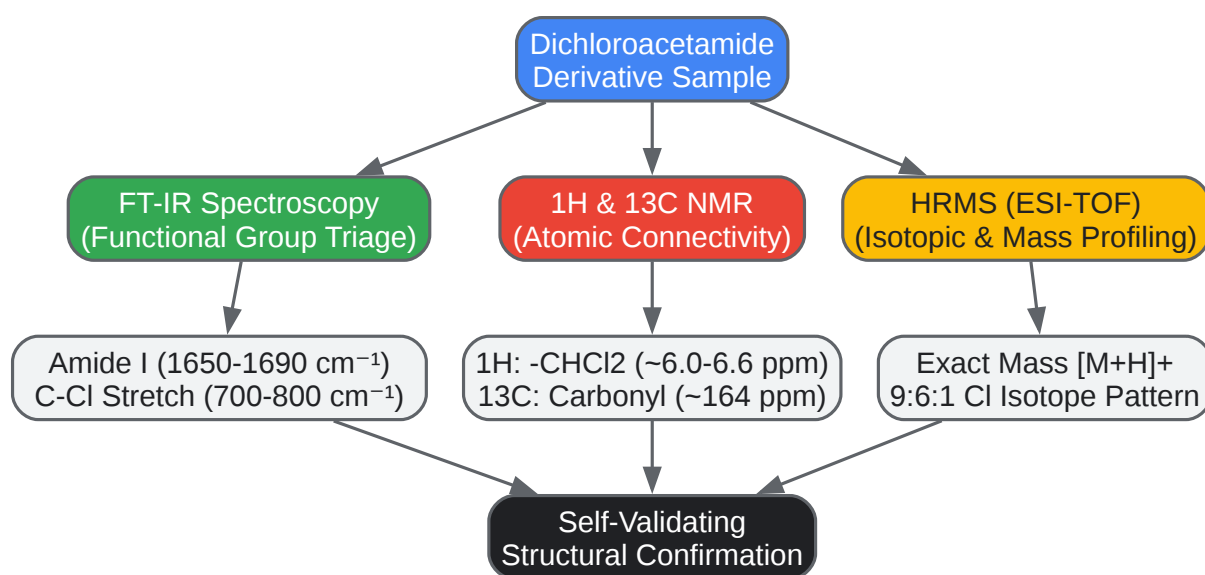 Dichloroacetamide
Derivative Sample
FT-IR Spectroscopy
(Functional Group Triage)
1H & 13C NMR
(Atomic Connectivity)
HRMS (ESI-TOF)
(Isotopic & Mass Profiling)
Amide I (1650-1690 cm⁻¹)
C-Cl Stretch (700-800 cm⁻¹)
1H: -CHCl2 (~6.0-6.6 ppm)
13C: Carbonyl (~164 ppm)
Exact Mass [M+H]+
9:6:1 Cl Isotope Pattern
Self-Validating
Structural Confirmation